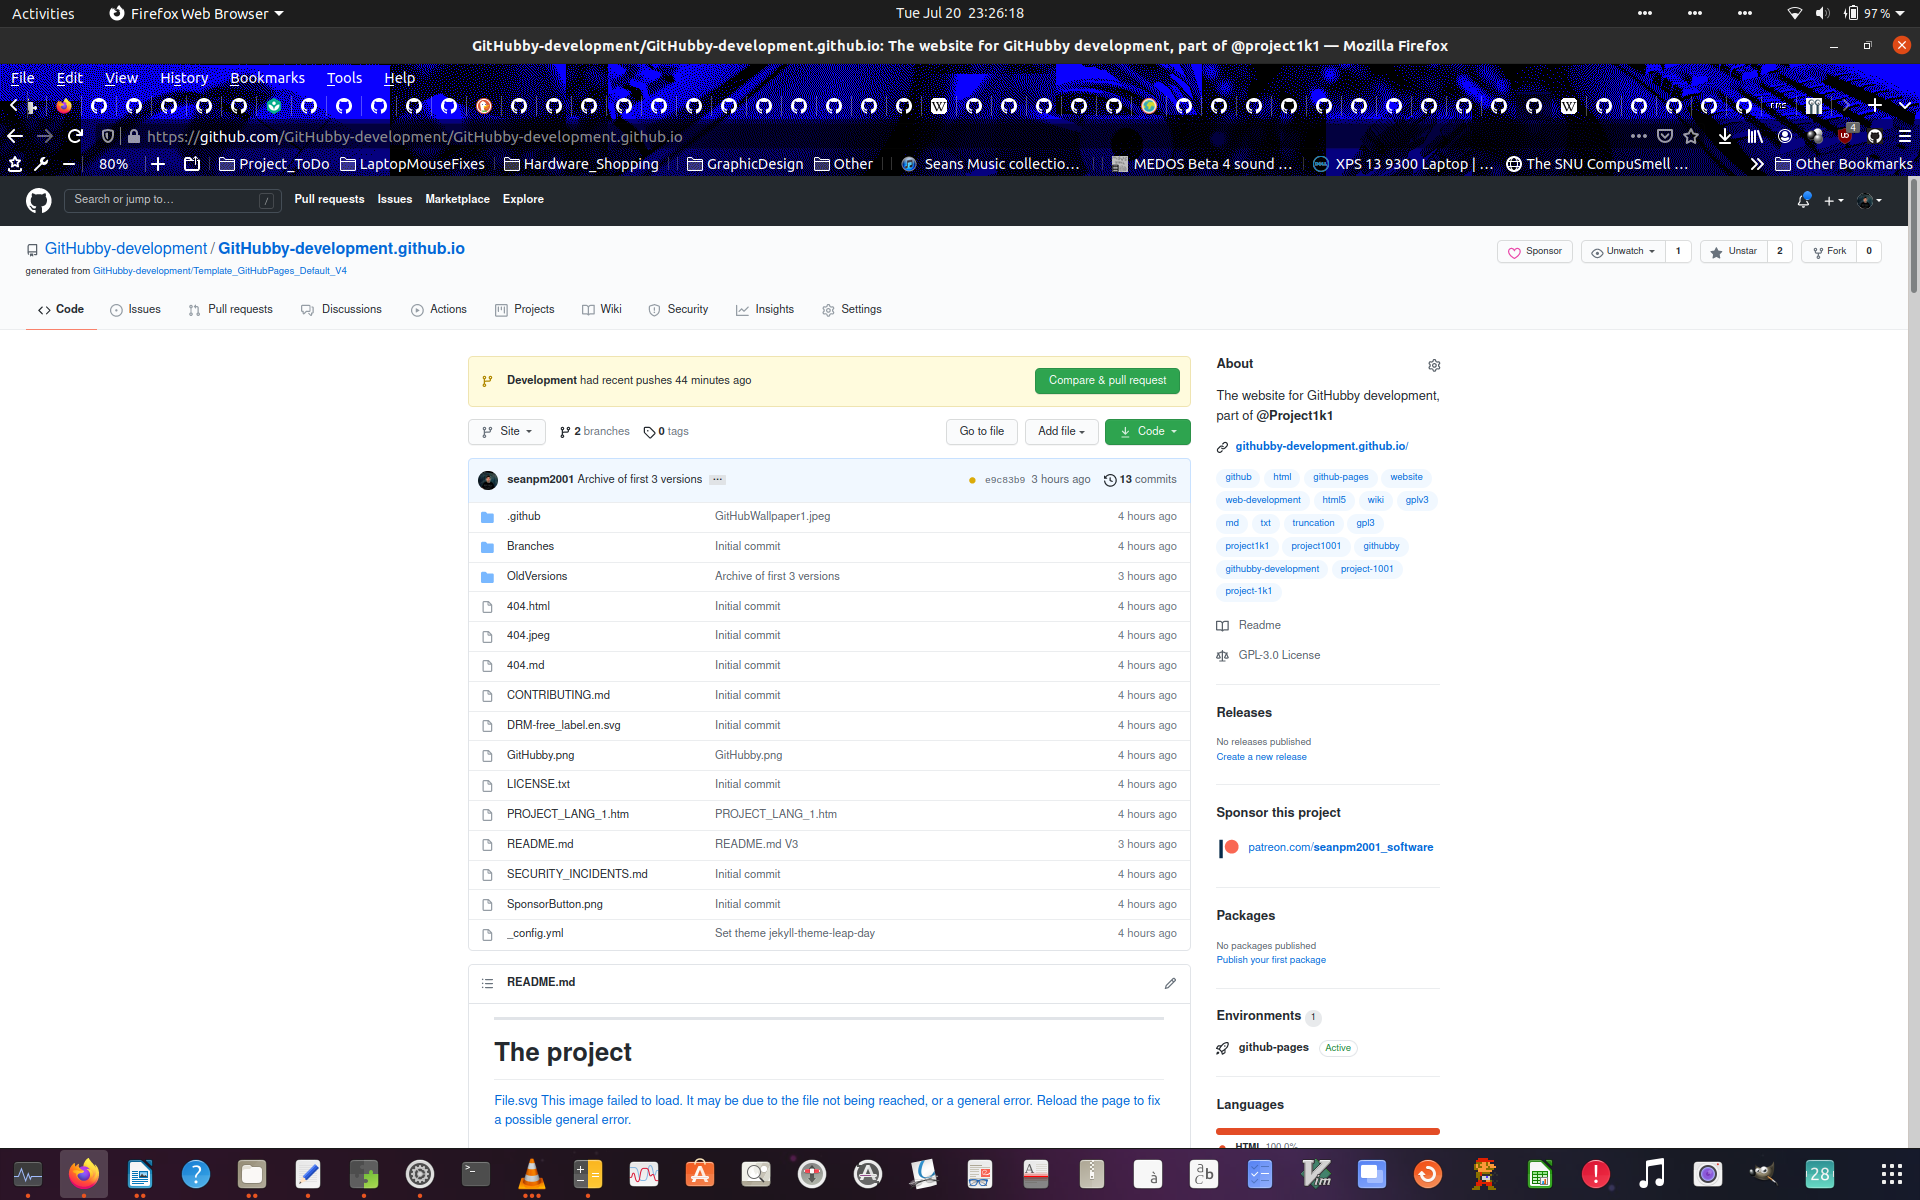 Activities Firefox Web Browser Tue Jul 20 23:26:18 97 %
GitHubby-development/GitHubby-development.github.io: The website for GitHubby development, part of @project1k1 — Mozilla Firefox
File Edit View History Bookmarks Tools Help
https://github.com/GitHubby-development/GitHubby-development.github.io 4
80% Project_ToDo LaptopMouseFixes Hardware_Shopping GraphicDesign Other Seans Music collectio… MEDOS Beta 4 sound … XPS 13 9300 Laptop | … The SNU CompuSmell … Other Bookmarks
Search or jump to… / Pull requests Issues Marketplace Explore
GitHubby-development / GitHubby-development.github.io Sponsor Unwatch 1 Unstar 2 Fork 0
generated from GitHubby-development/Template_GitHubPages_Default_V4
Code Issues Pull requests Discussions Actions Projects Wiki Security Insights Settings
Development had recent pushes 44 minutes ago Compare & pull request
Site 2 branches 0 tags Go to file Add file Code
seanpm2001 Archive of first 3 versions … e9c83b9 3 hours ago 13 commits
.github GitHubWallpaper1.jpeg 4 hours ago
Branches Initial commit 4 hours ago
OldVersions Archive of first 3 versions 3 hours ago
404.html Initial commit 4 hours ago
404.jpeg Initial commit 4 hours ago
404.md Initial commit 4 hours ago
CONTRIBUTING.md Initial commit 4 hours ago
DRM-free_label.en.svg Initial commit 4 hours ago
GitHubby.png GitHubby.png 4 hours ago
LICENSE.txt Initial commit 4 hours ago
PROJECT_LANG_1.htm PROJECT_LANG_1.htm 4 hours ago
README.md README.md V3 3 hours ago
SECURITY_INCIDENTS.md Initial commit 4 hours ago
SponsorButton.png Initial commit 4 hours ago
_config.yml Set theme jekyll-theme-leap-day 4 hours ago
README.md
The project
File.svg This image failed to load. It may be due to the file not being reached, or a general error. Reload the page to fix
a possible general error.
About
The website for GitHubby development,
part of @Project1k1
githubby-development.github.io/
github html github-pages website
web-development html5 wiki gplv3
md txt truncation gpl3
project1k1 project1001 githubby
githubby-development project-1001
project-1k1
Readme
GPL-3.0 License
Releases
No releases published
Create a new release
Sponsor this project
patreon.com/seanpm2001_software
Packages
No packages published
Publish your first package
Environments 1
github-pages Active
Languages
HTML 100.0%
28